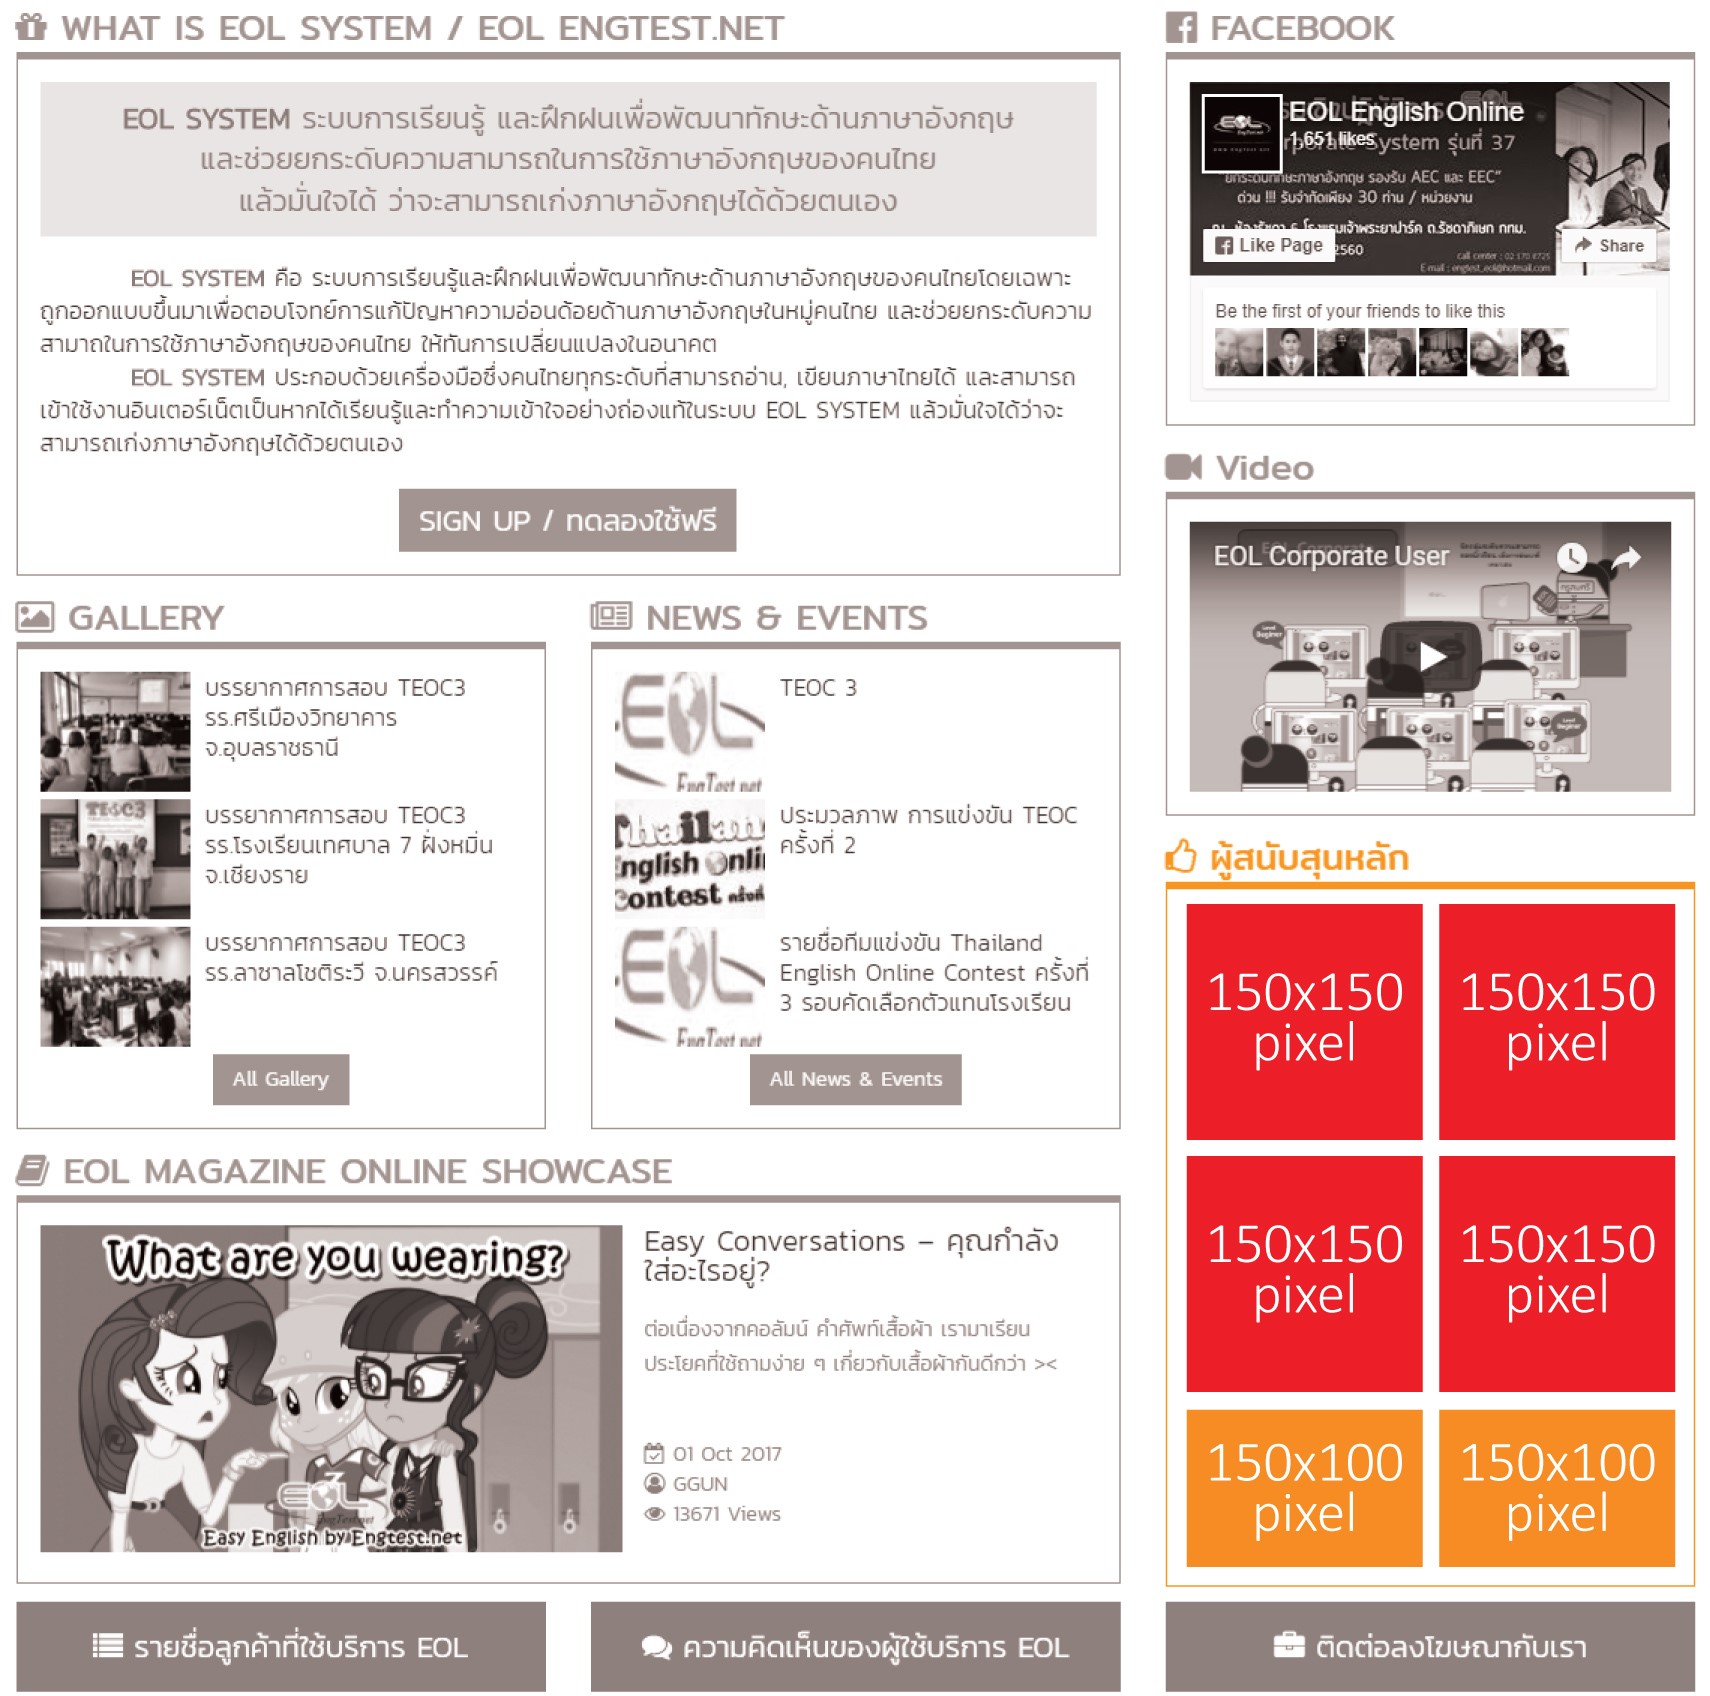 WHAT IS EOL SYSTEM / EOL ENGTEST.NET
EOL SYSTEM ระบบการเรียนรู้ และฝึกฝนเพื่อพัฒนาทักษะด้านภาษาอังกฤษ
และช่วยยกระดับความสามารถในการใช้ภาษาอังกฤษของคนไทย
แล้วมั่นใจได้ ว่าจะสามารถเก่งภาษาอังกฤษได้ด้วยตนเอง
EOL SYSTEM คือ ระบบการเรียนรู้และฝึกฝนเพื่อพัฒนาทักษะด้านภาษาอังกฤษของคนไทยโดยเฉพาะ
ถูกออกแบบขึ้นมาเพื่อตอบโจทย์การแก้ปัญหาความอ่อนด้อยด้านภาษาอังกฤษในหมู่คนไทย และช่วยยกระดับความ
สามาถในการใช้ภาษาอังกฤษของคนไทย ให้ทันการเปลี่ยนแปลงในอนาคต
EOL SYSTEM ประกอบด้วยเครื่องมือซึ่งคนไทยทุกระดับที่สามารถอ่าน, เขียนภาษาไทยได้ และสามารถ
เข้าใช้งานอินเตอร์เน็ตเป็นหากได้เรียนรู้และทำความเข้าใจอย่างถ่องแท้ในระบบ EOL SYSTEM แล้วมั่นใจได้ว่าจะ
สามารถเก่งภาษาอังกฤษได้ด้วยตนเอง
SIGN UP / ทดลองใช้ฟรี
GALLERY
บรรยากาศการสอบ TEOC3
รร.ศรีเมืองวิทยาคาร
จ.อุบลราชธานี
TEOC3
บรรยากาศการสอบ TEOC3
รร.โรงเรียนเทศบาล 7 ฝั่งหมิ่น
จ.เชียงราย
บรรยากาศการสอบ TEOC3
รร.ลาซาลโชติระวี จ.นครสวรรค์
All Gallery
NEWS & EVENTS
EOL
EngTest.net
TEOC 3
Thailan
English Onli
Contest ครั้งที่
ประมวลภาพ การแข่งขัน TEOC
ครั้งที่ 2
EOL
EngTest.net
รายชื่อทีมแข่งขัน Thailand
English Online Contest ครั้งที่
3 รอบคัดเลือกตัวแทนโรงเรียน
All News & Events
EOL MAGAZINE ONLINE SHOWCASE
What are you wearing?
EOL
EngTest.net
Easy English by Engtest.net
Easy Conversations – คุณกำลัง
ใส่อะไรอยู่?
ต่อเนื่องจากคอลัมน์ คำศัพท์เสื้อผ้า เรามาเรียน
ประโยคที่ใช้ถามง่าย ๆ เกี่ยวกับเสื้อผ้ากันดีกว่า ><
01 Oct 2017
GGUN
13671 Views
รายชื่อลูกค้าที่ใช้บริการ EOL
ความคิดเห็นของผู้ใช้บริการ EOL
FACEBOOK
EOL English Online
1,651 likes
System รุ่นที่ 37
ยกระดับทักษะภาษาอังกฤษ รองรับ AEC และ EEC"
ด่วน !!! รับจำกัดเพียง 30 ท่าน / หน่วยงาน
โรงแรมเจ้าพระยาปาร์ค ถ.รัชดาภิเษก กทม.
2560
E-mail : engtest_eol@hotmail.com
Like Page
Share
Be the first of your friends to like this
Video
EOL Corporate User
ผู้สนับสุนหลัก
150x150
pixel
150x150
pixel
150x150
pixel
150x150
pixel
150x100
pixel
150x100
pixel
ติดต่อลงโฆษณากับเรา